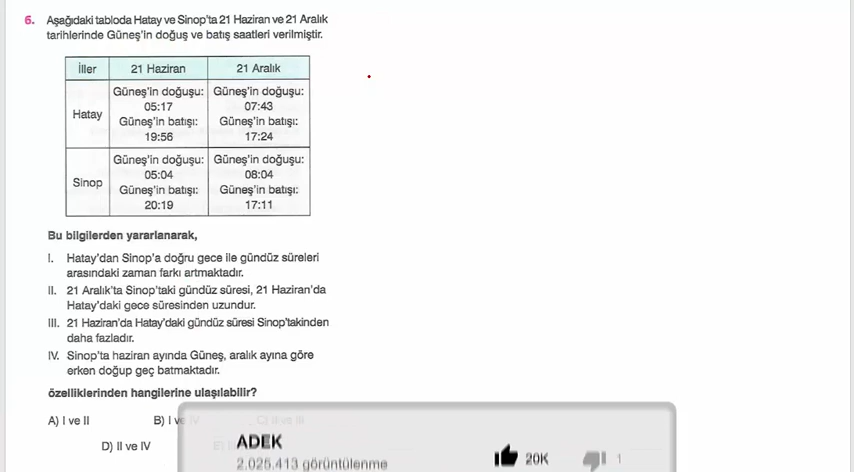 6. Aşağıdaki tabloda Hatay ve Sinop'ta 21 Haziran ve 21 Aralık
tarihlerinde Güneş'in doğuş ve batış saatleri verilmiştir.
İller 21 Haziran 21 Aralık
Hatay
Güneş'in doğuşu:
05:17
Güneş'in batışı:
19:56
Güneş'in doğuşu:
07:43
Güneş'in batışı:
17:24
Sinop
Güneş'in doğuşu:
05:04
Güneş'in batışı:
20:19
Güneş'in doğuşu:
08:04
Güneş'in batışı:
17:11
Bu bilgilerden yararlanarak,
I. Hatay'dan Sinop'a doğru gece ile gündüz süreleri
arasındaki zaman farkı artmaktadır.
II. 21 Aralık'ta Sinop'taki gündüz süresi, 21 Haziran'da
Hatay'daki gece süresinden uzundur.
III. 21 Haziran'da Hatay'daki gündüz süresi Sinop'takinden
daha fazladır.
IV. Sinop'ta haziran ayında Güneş, aralık ayına göre
erken doğup geç batmaktadır.
özelliklerinden hangilerine ulaşılabilir?
A) I ve II B) I ve IV C) II ve III
D) II ve IV
ADEK
2.025.413 görüntülenme
20K 1